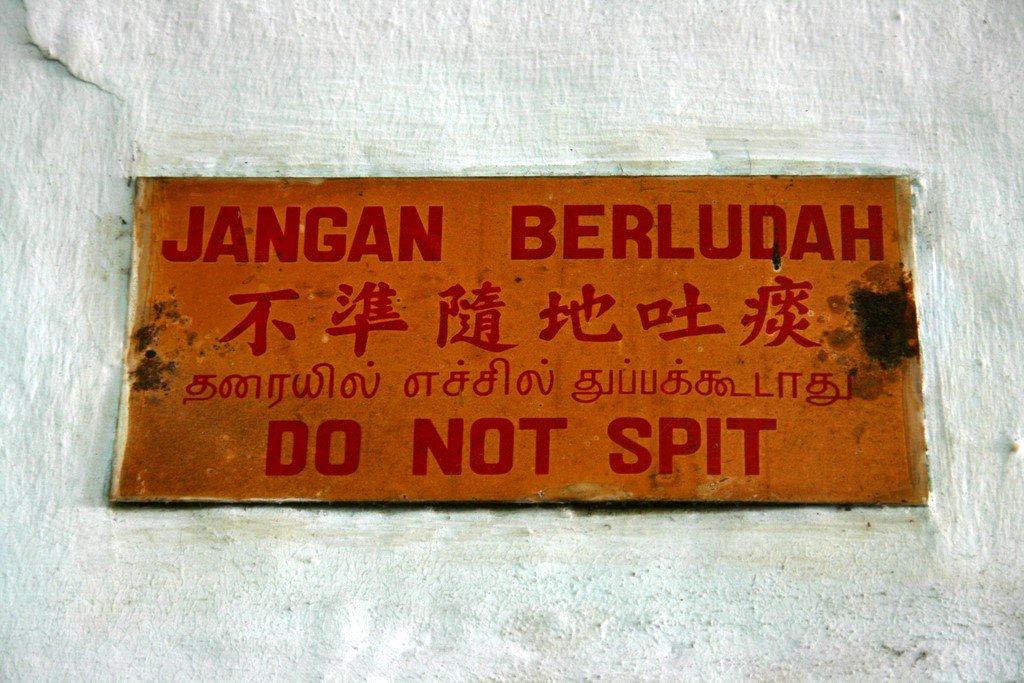 JANGAN BERLUDAH
不準隨地吐痰
தரையில் எச்சில் துப்பக்கூடாது
DO NOT SPIT